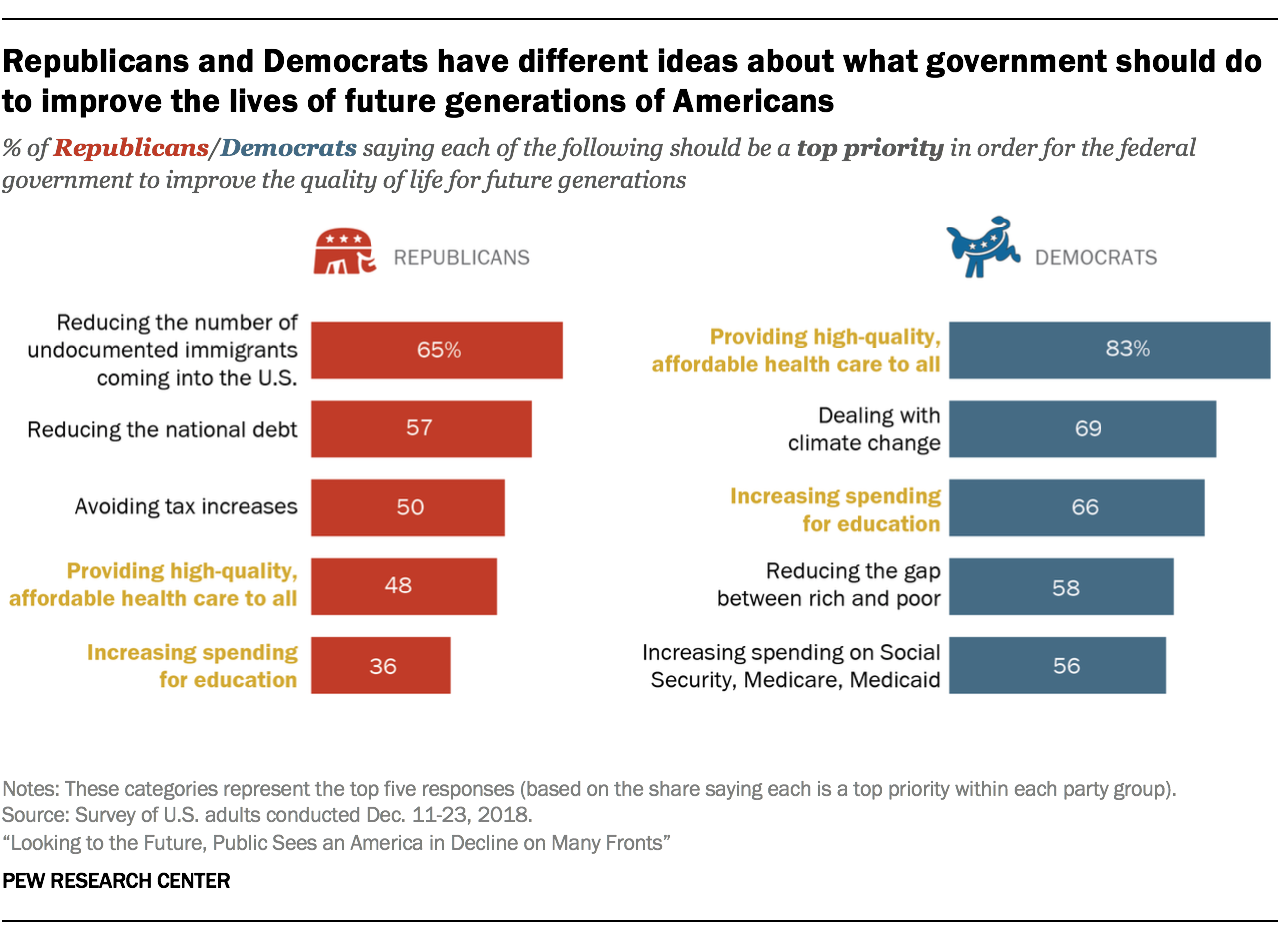 Republicans and Democrats have different ideas about what government should do
to improve the lives of future generations of Americans
% of Republicans/Democrats saying each of the following should be a top priority in order for the federal
government to improve the quality of life for future generations
REPUBLICANS
Reducing the number of
undocumented immigrants
coming into the U.S.
65%
Reducing the national debt
57
Avoiding tax increases
50
Providing high-quality,
affordable health care to all
48
Increasing spending
for education
36
DEMOCRATS
Providing high-quality,
affordable health care to all
83%
Dealing with
climate change
69
Increasing spending
for education
66
Reducing the gap
between rich and poor
58
Increasing spending on Social
Security, Medicare, Medicaid
56
Notes: These categories represent the top five responses (based on the share saying each is a top priority within each party group).
Source: Survey of U.S. adults conducted Dec. 11-23, 2018.
“Looking to the Future, Public Sees an America in Decline on Many Fronts”
PEW RESEARCH CENTER